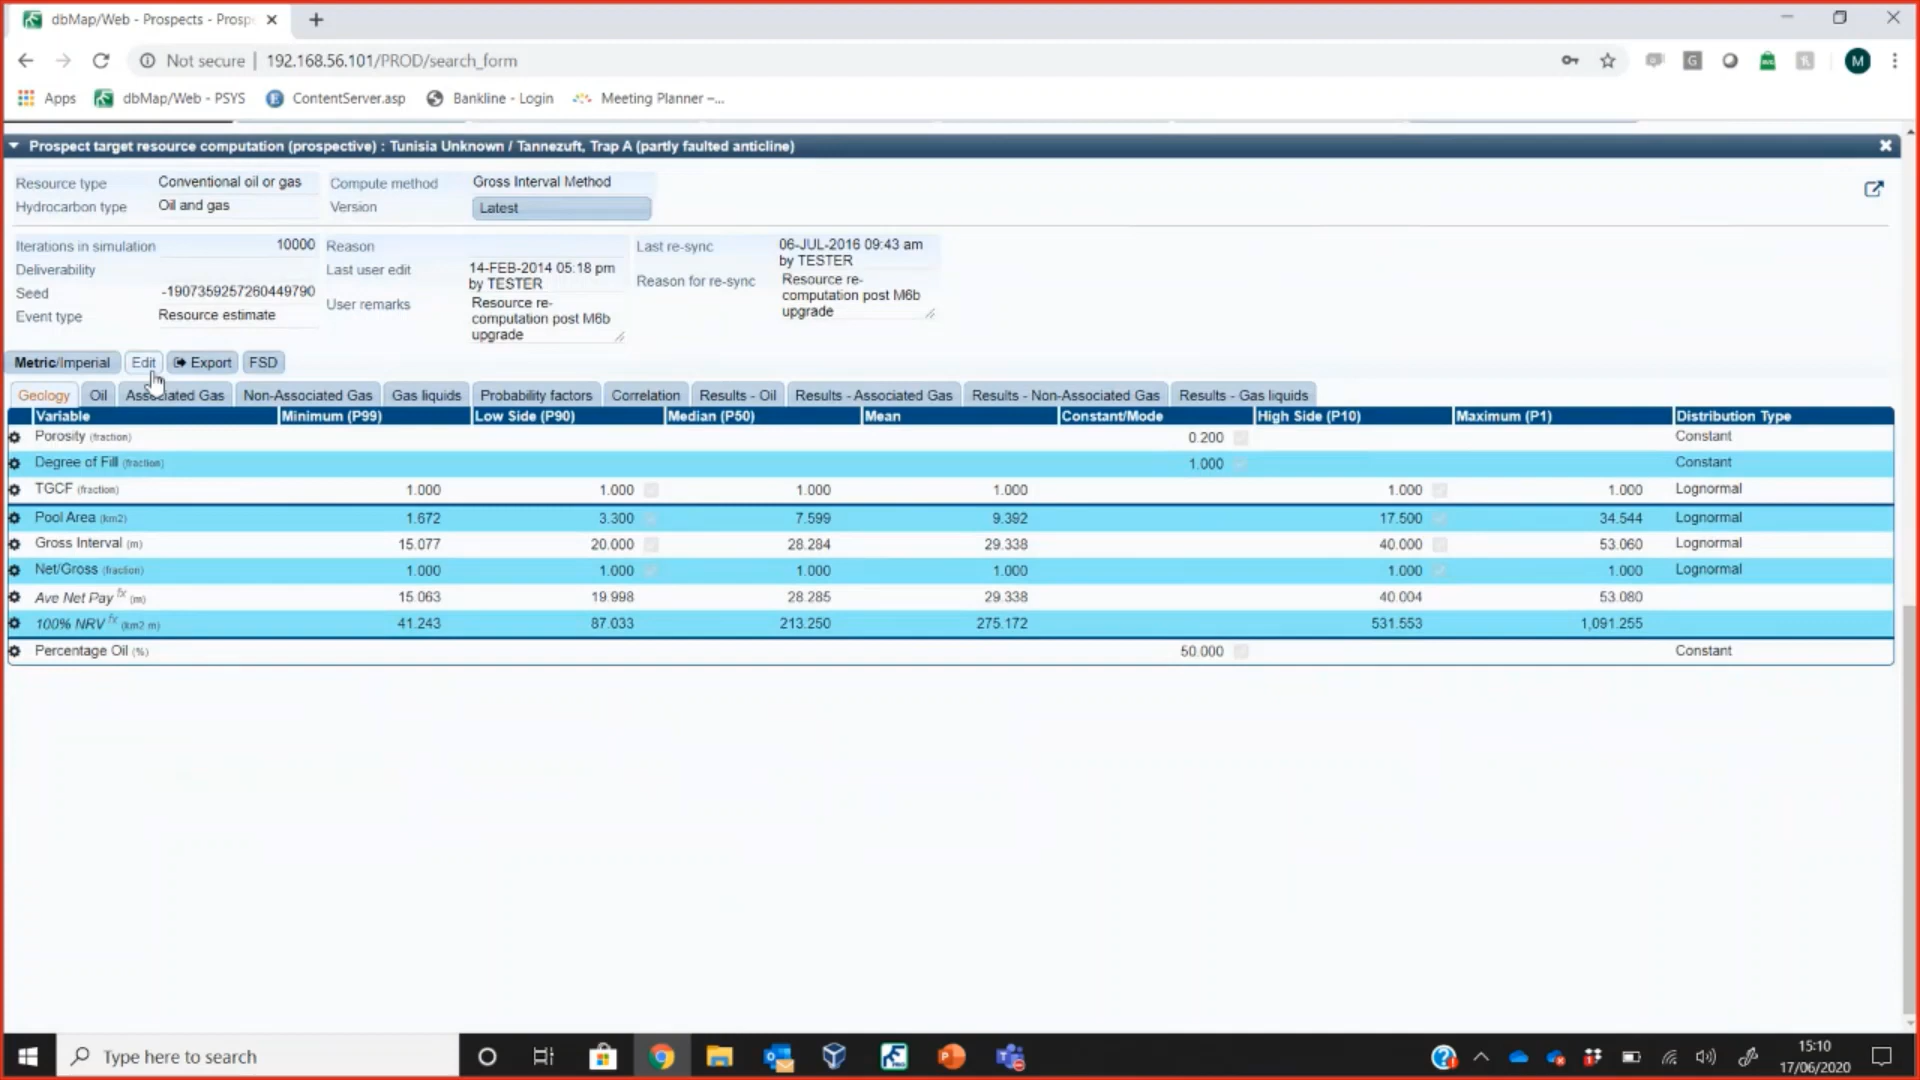 dbMap/Web - Prospects - Prosp
Not secure | 192.168.56.101/PROD/search_form
M
Apps dbMap/Web - PSYS ContentServer.asp Bankline - Login Meeting Planner –...
Prospect target resource computation (prospective) : Tunisia Unknown / Tannezuft, Trap A (partly faulted anticline)
Resource type Conventional oil or gas Compute method Gross Interval Method
Hydrocarbon type Oil and gas Version Latest
Iterations in simulation 10000 Reason Last re-sync 06-JUL-2016 09:43 am
by TESTER
Deliverability Last user edit 14-FEB-2014 05:18 pm
by TESTER
Reason for re-sync Resource re-
computation post M6b
upgrade
Seed -1907359257260449790
User remarks Resource re-
computation post M6b
upgrade
Event type Resource estimate
Metric/Imperial Edit Export FSD
Geology Oil Associated Gas Non-Associated Gas Gas liquids Probability factors Correlation Results - Oil Results - Associated Gas Results - Non-Associated Gas Results - Gas liquids
Variable Minimum (P99) Low Side (P90) Median (P50) Mean Constant/Mode High Side (P10) Maximum (P1) Distribution Type
Porosity (fraction) 0.200 Constant
Degree of Fill (fraction) 1.000 Constant
TGCF (fraction) 1.000 1.000 1.000 1.000 1.000 1.000 Lognormal
Pool Area (km2) 1.672 3.300 7.599 9.392 17.500 34.544 Lognormal
Gross Interval (m) 15.077 20.000 28.284 29.338 40.000 53.060 Lognormal
Net/Gross (fraction) 1.000 1.000 1.000 1.000 1.000 1.000 Lognormal
Ave Net Pay fx (m) 15.063 19.998 28.285 29.338 40.004 53.080
100% NRV fx (km2 m) 41.243 87.033 213.250 275.172 531.553 1,091.255
Percentage Oil (%) 50.000 Constant
Type here to search
15:10
17/06/2020